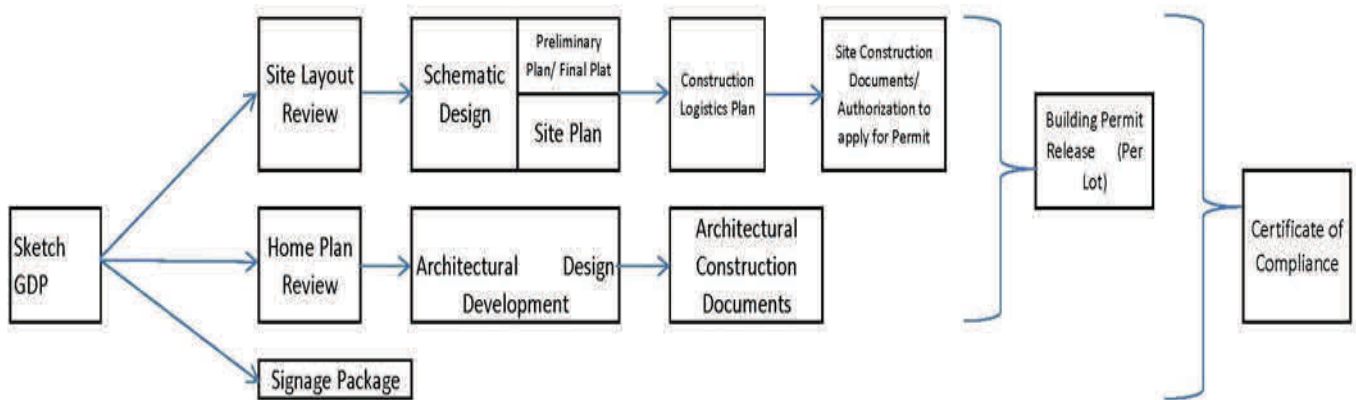 Sketch
GDP
Site Layout
Review
Schematic
Design
Preliminary
Plan/ Final Plat
Site Plan
Construction
Logistics Plan
Site Construction
Documents/
Authorization to
apply for Permit
Home Plan
Review
Architectural Design
Development
Architectural
Construction
Documents
Signage Package
Building Permit
Release (Per
Lot)
Certificate of
Compliance